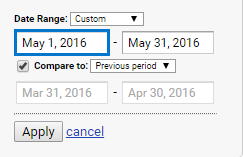 Date Range: Custom
May 1, 2016 - May 31, 2016
Compare to: Previous period
Mar 31, 2016 - Apr 30, 2016
Apply cancel